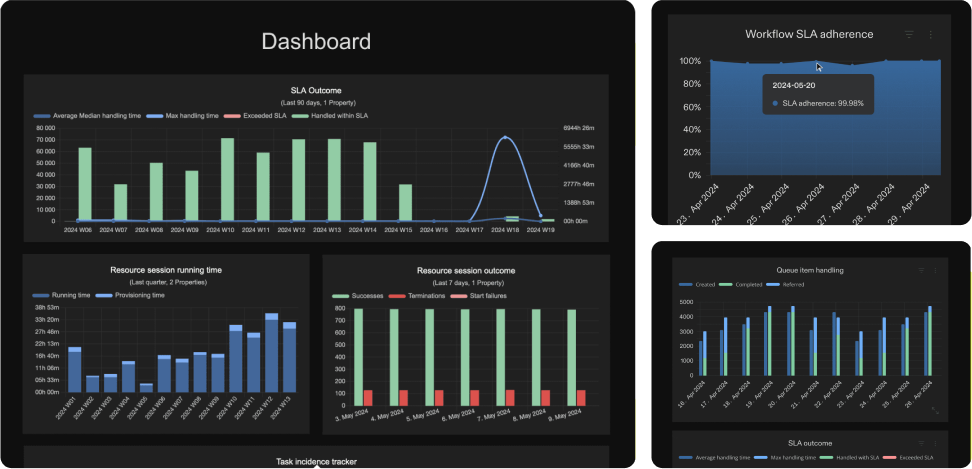 Dashboard
SLA Outcome
(Last 90 days, 1 Property)
Average Median handling time Max handling time Exceeded SLA Handled within SLA
80 000 6944h 26m
70 000
60 000 5555h 33m
50 000
40 000 4166h 40m
30 000 2777h 46m
20 000
10 000 1388h 53m
0 00h 00m
2024 W06 2024 W07 2024 W08 2024 W09 2024 W10 2024 W11 2024 W12 2024 W13 2024 W14 2024 W15 2024 W16 2024 W17 2024 W18 2024 W19
Resource session running time
(Last quarter, 2 Properties)
Running time Provisioning time
38h 53m
33h 20m
27h 46m
22h 13m
16h 40m
11h 06m
05h 33m
00h 00m
2024 W01 2024 W02 2024 W03 2024 W04 2024 W05 2024 W06 2024 W07 2024 W08 2024 W09 2024 W10 2024 W11 2024 W12 2024 W13
Resource session outcome
(Last 7 days, 1 Property)
Successes Terminations Start failures
800
700
600
500
400
300
200
100
0
3. May 2024 4. May 2024 5. May 2024 6. May 2024 7. May 2024 8. May 2024 9. May 2024
Task incidence tracker
Workflow SLA adherence
100%
80%
60%
40%
20%
0%
2024-05-20
SLA adherence: 99.98%
23. Apr 2024 24. Apr 2024 25. Apr 2024 26. Apr 2024 27. Apr 2024 28. Apr 2024 29. Apr 2024
Queue item handling
Created Completed Referred
5000
4000
3000
2000
1000
0
16. Apr 2024 17. Apr 2024 18. Apr 2024 19. Apr 2024 20. Apr 2024 21. Apr 2024 22. Apr 2024 23. Apr 2024 24. Apr 2024 25. Apr 2024 26. Apr 2024
SLA outcome
Average handling time Max handling time Handled with SLA Exceeded SLA